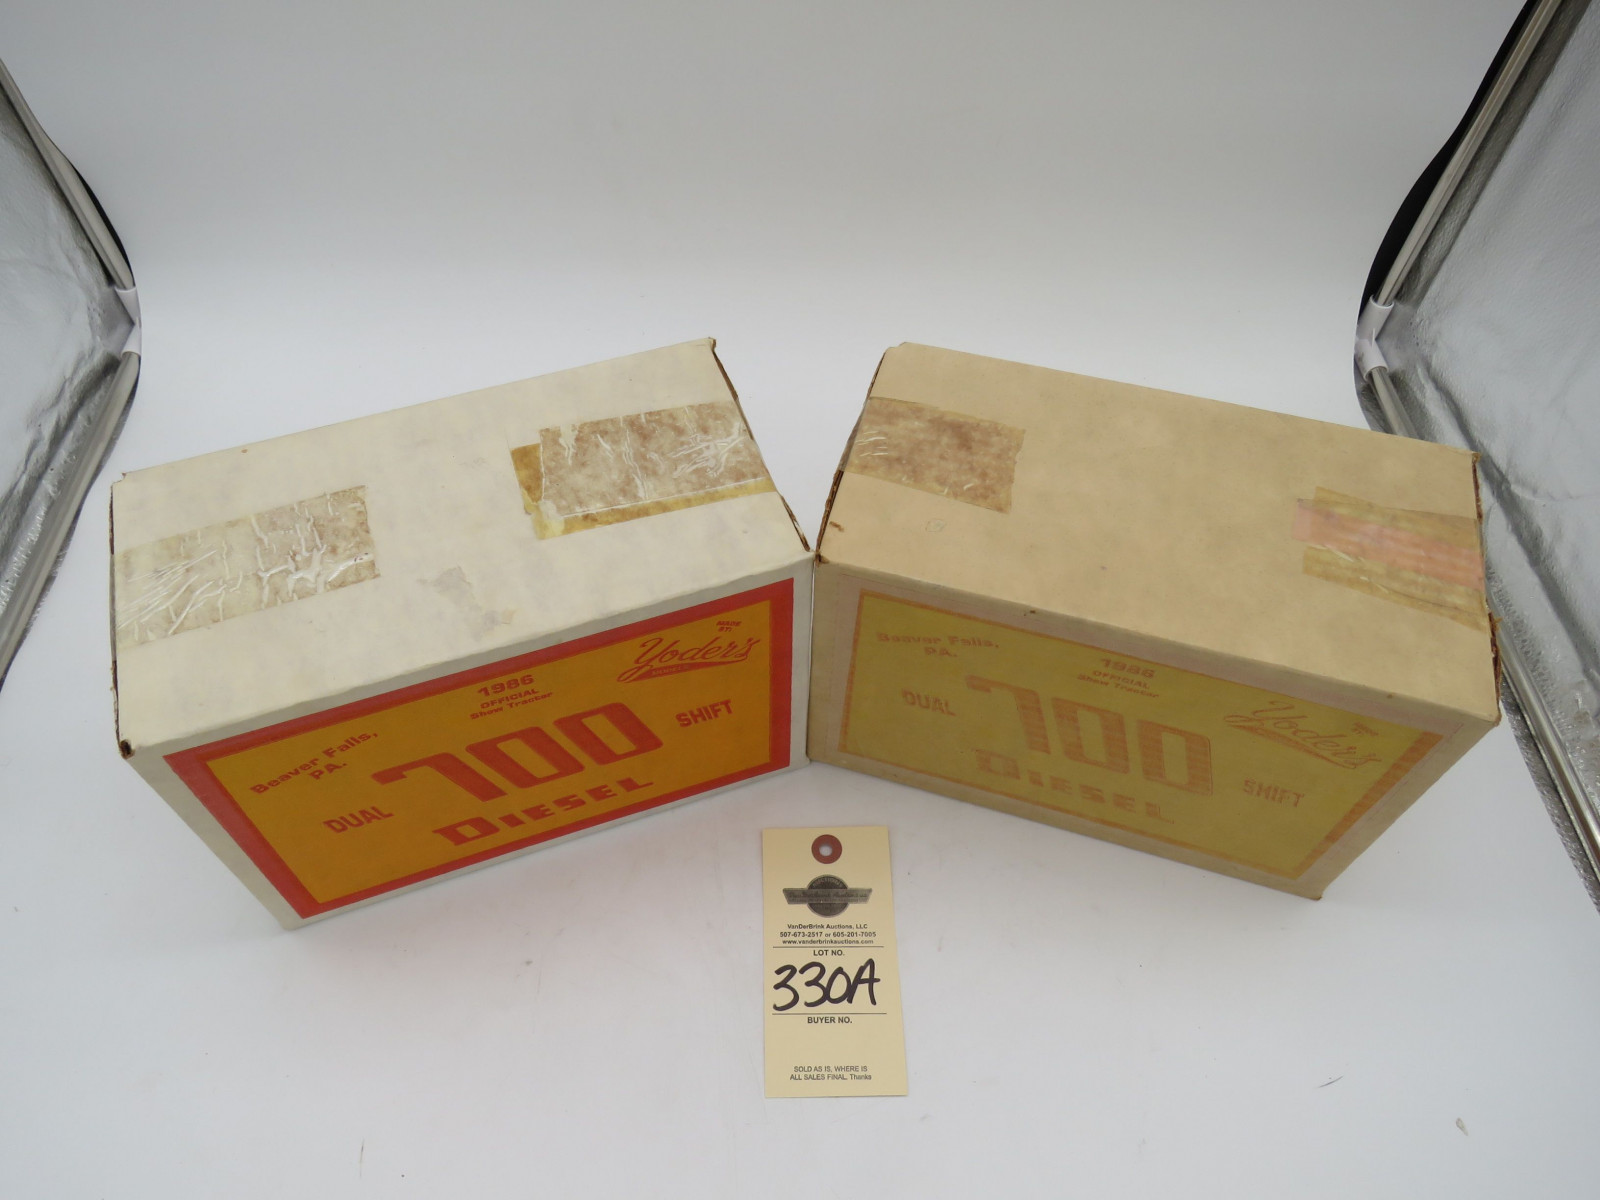 MADE
BY:
Yoder's
1986
OFFICIAL
Show Tractor
Beaver Falls,
PA.
700
DUAL
SHIFT
DIESEL
Beaver Falls,
PA.
1986
OFFICIAL
Show Tractor
Yoder's
DUAL
700
SHIFT
DIESEL
VanDerBrink Auctions, LLC
507-673-2517 or 605-201-7005
www.vanderbrinkauctions.com
LOT NO.
330A
BUYER NO.
SOLD AS IS, WHERE IS
ALL SALES FINAL. Thanks